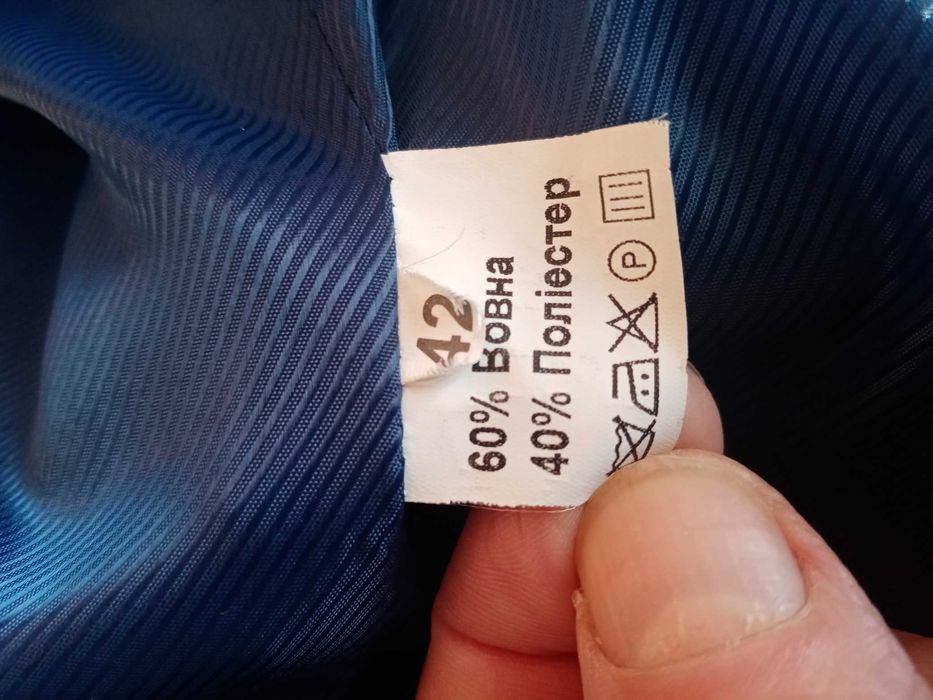 42
60% Вовна
40% Поліестер
P